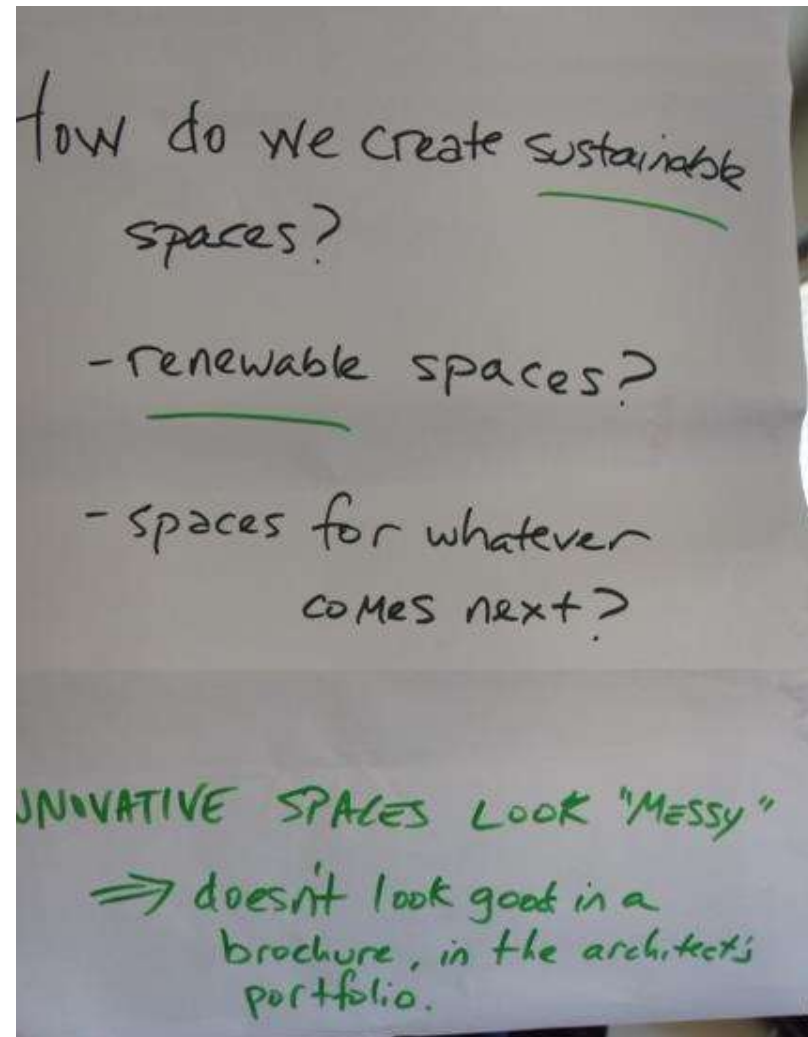 How do we create sustainable
spaces?
- renewable spaces?
- spaces for whatever
comes next?
INOVATIVE SPACES LOOK "MESSY"
⇒ doesn't look good in a
brochure, in the architect's
portfolio.